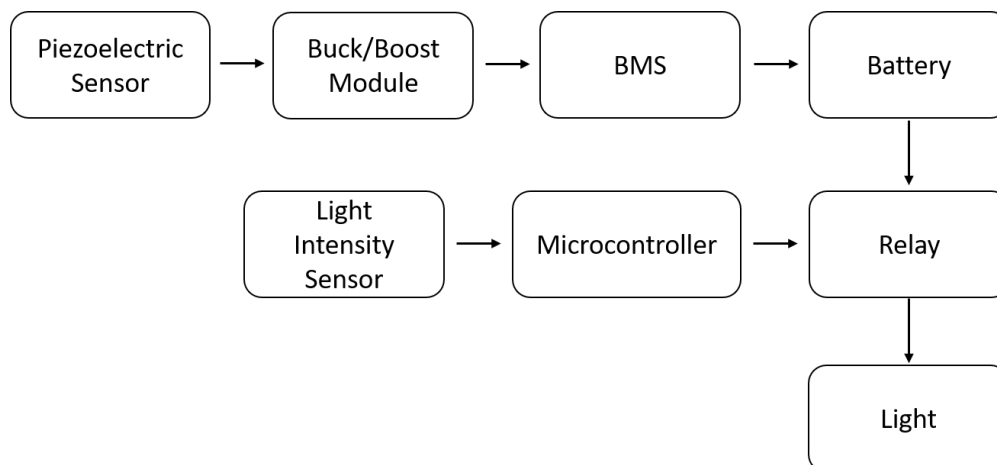 Piezoelectric
Sensor
Buck/Boost
Module
BMS
Battery
Light
Intensity
Sensor
Microcontroller
Relay
Light